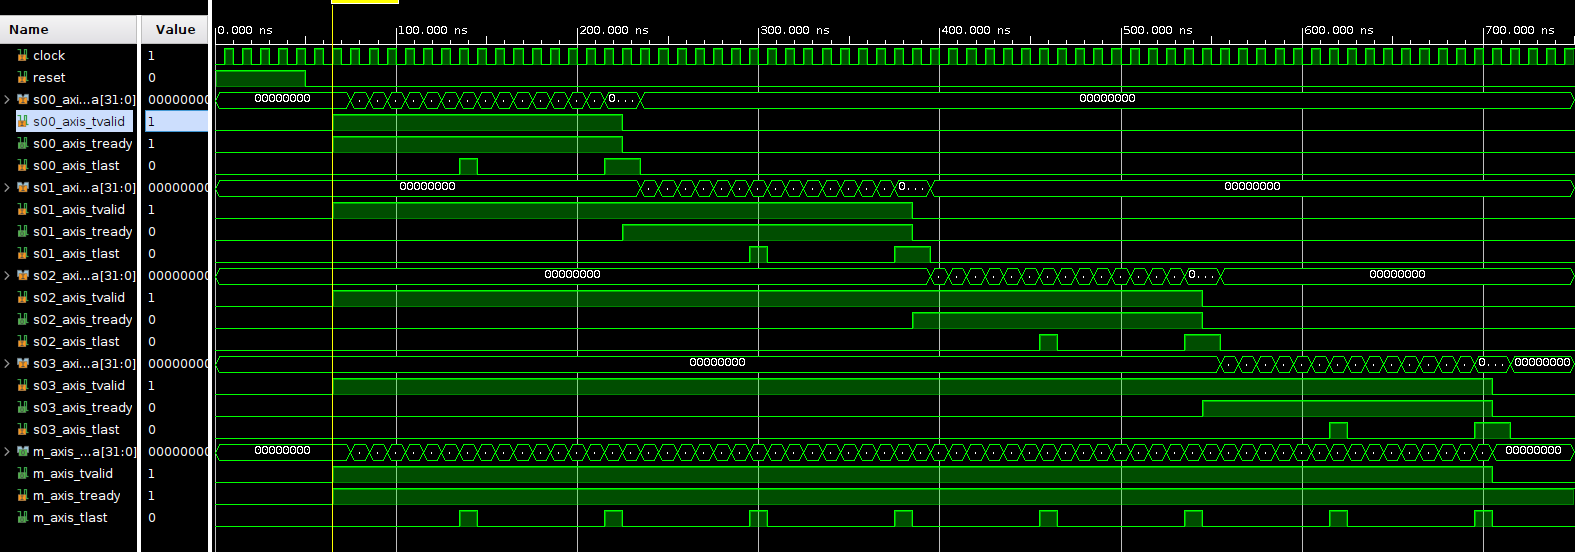 Name Value 0.000 ns 100.000 ns 200.000 ns 300.000 ns 400.000 ns 500.000 ns 600.000 ns 700.000 ns
clock 1
reset 0
s00_axi...a[31:0] 00000000 00000000 0... 00000000
s00_axis_tvalid 1
s00_axis_tready 1
s00_axis_tlast 0
s01_axi...a[31:0] 00000000 00000000 0... 00000000
s01_axis_tvalid 1
s01_axis_tready 0
s01_axis_tlast 0
s02_axi...a[31:0] 00000000 00000000 0... 00000000
s02_axis_tvalid 1
s02_axis_tready 0
s02_axis_tlast 0
s03_axi...a[31:0] 00000000 00000000 0... 00000000
s03_axis_tvalid 1
s03_axis_tready 0
s03_axis_tlast 0
m_axis_...a[31:0] 00000000 00000000 00000000
m_axis_tvalid 1
m_axis_tready 1
m_axis_tlast 0